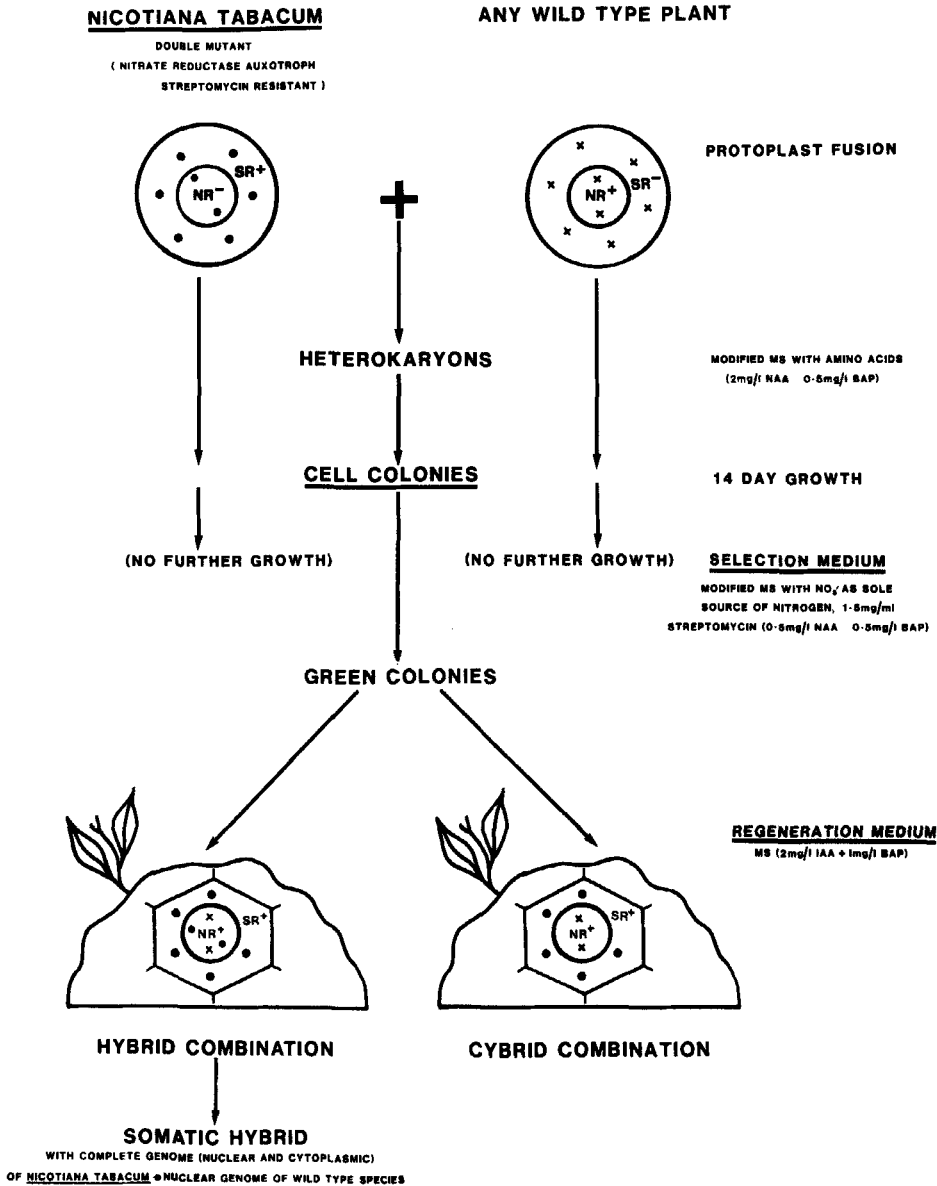 NICOTIANA TABACUM
DOUBLE MUTANT
( NITRATE REDUCTASE AUXOTROPH
STREPTOMYCIN RESISTANT )
ANY WILD TYPE PLANT
SR+
NR−
+
x
x
x
SR−
NR+
x
x
x
x
x
PROTOPLAST FUSION
HETEROKARYONS
MODIFIED MS WITH AMINO ACIDS
(2mg/l NAA 0·5mg/l BAP)
CELL COLONIES
14 DAY GROWTH
(NO FURTHER GROWTH)
(NO FURTHER GROWTH)
SELECTION MEDIUM
MODIFIED MS WITH NO₃′ AS SOLE
SOURCE OF NITROGEN, 1·5mg/ml
STREPTOMYCIN (0·5mg/l NAA 0·5mg/l BAP)
GREEN COLONIES
REGENERATION MEDIUM
MS (2mg/l IAA + 1mg/l BAP)
x
SR+
NR+
x
x
SR+
NR+
x
HYBRID COMBINATION
CYBRID COMBINATION
SOMATIC HYBRID
WITH COMPLETE GENOME (NUCLEAR AND CYTOPLASMIC)
OF NICOTIANA TABACUM + NUCLEAR GENOME OF WILD TYPE SPECIES